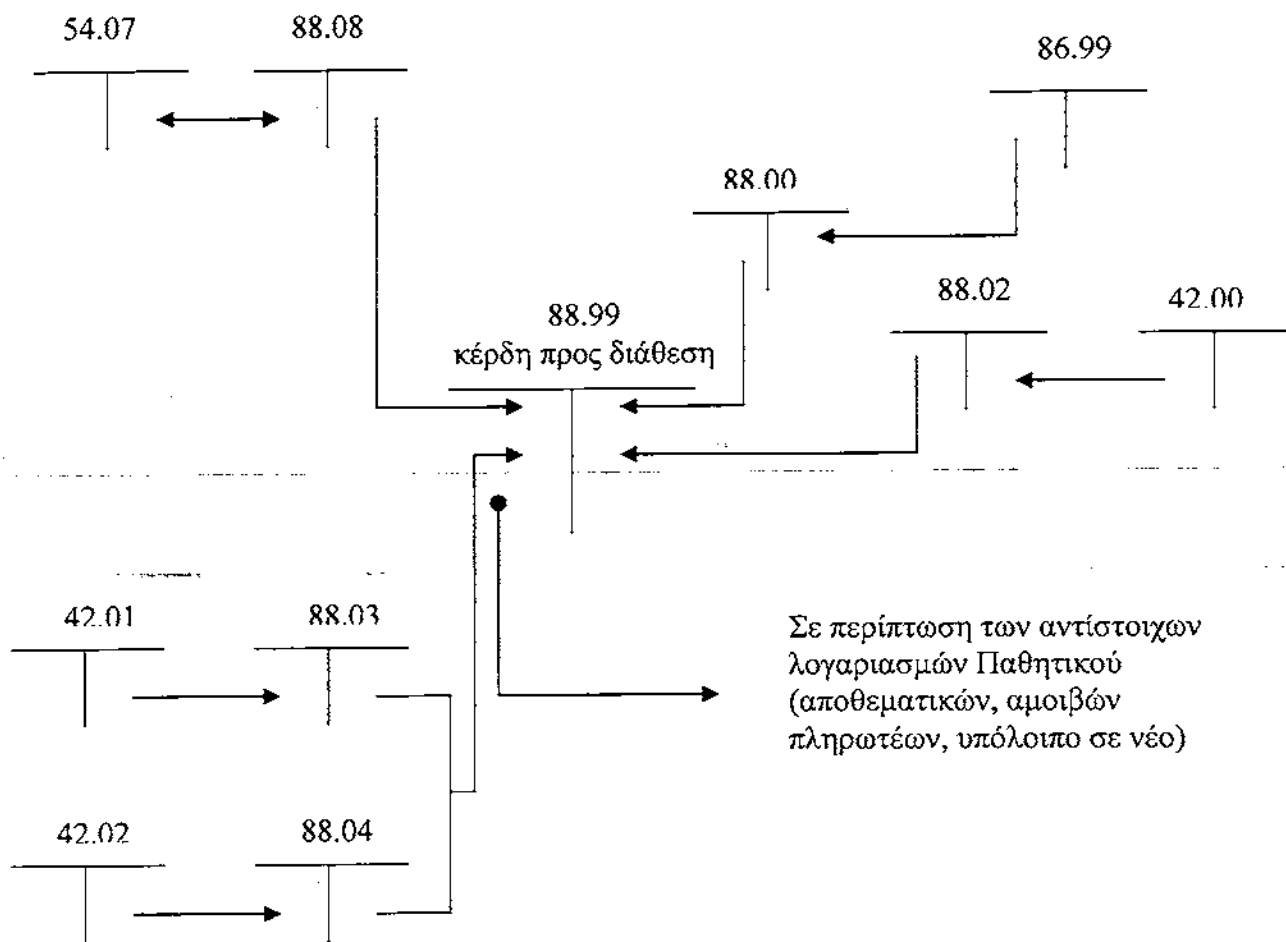 54.07
88.08
86.99
88.00
88.02
42.00
88.99
κέρδη προς διάθεση
42.01
88.03
Σε περίπτωση των αντίστοιχων
λογαριασμών Παθητικού
(αποθεματικών, αμοιβών
πληρωτέων, υπόλοιπο σε νέο)
42.02
88.04